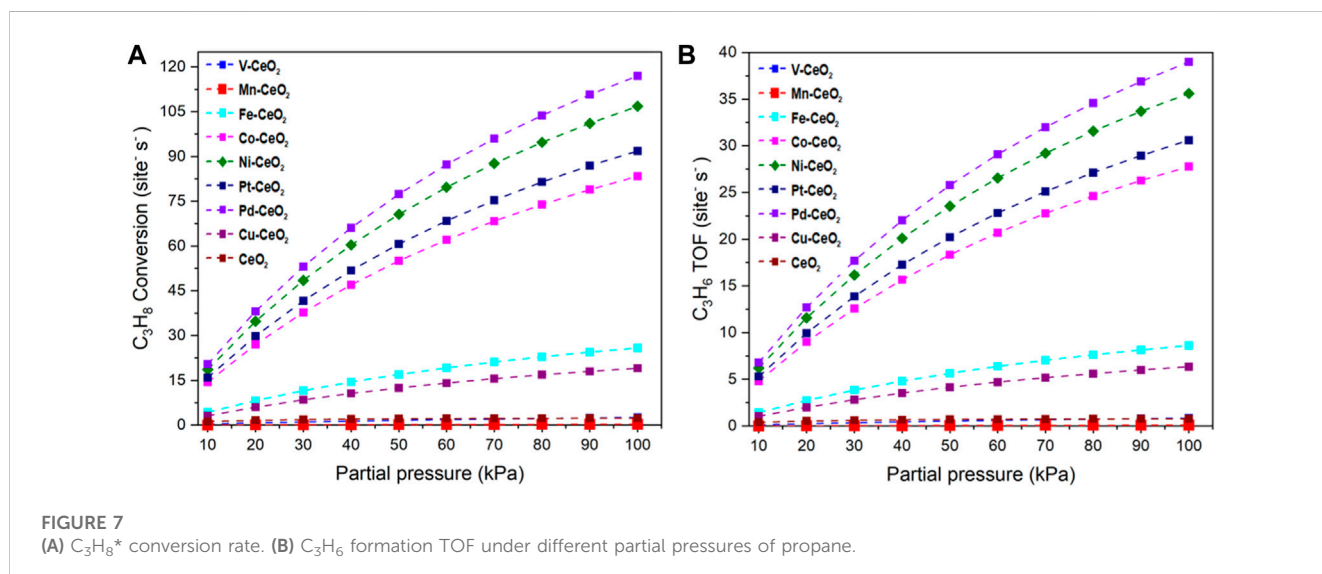 A
V-CeO₂
Mn-CeO₂
Fe-CeO₂
Co-CeO₂
Ni-CeO₂
Pt-CeO₂
Pd-CeO₂
Cu-CeO₂
CeO₂
120
105
90
75
60
45
30
15
0
C₃H₈ Conversion (site⁻ s⁻)
10 20 30 40 50 60 70 80 90 100
Partial pressure (kPa)
B
V-CeO₂
Mn-CeO₂
Fe-CeO₂
Co-CeO₂
Ni-CeO₂
Pt-CeO₂
Pd-CeO₂
Cu-CeO₂
CeO₂
40
35
30
25
20
15
10
5
0
C₃H₆ TOF (site⁻ s⁻)
10 20 30 40 50 60 70 80 90 100
Partial pressure (kPa)
FIGURE 7
(A) C₃H₈* conversion rate. (B) C₃H₆ formation TOF under different partial pressures of propane.